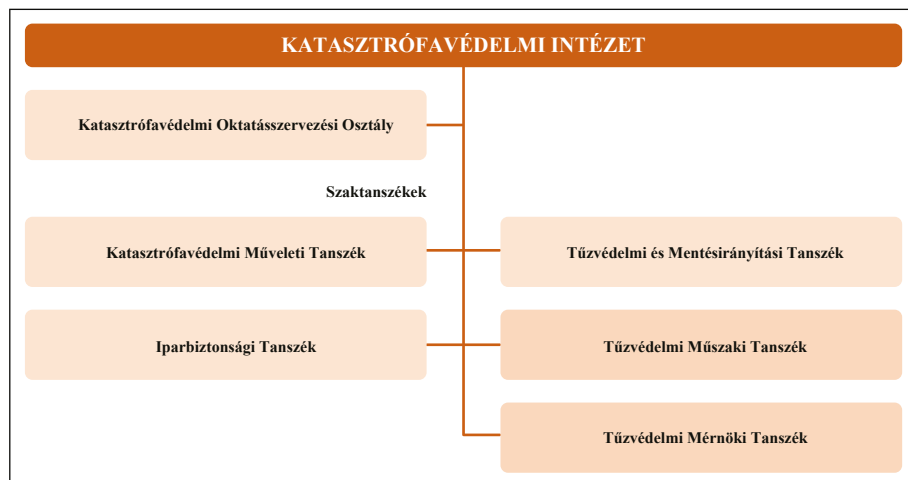 KATASZTRÓFAVÉDELMI INTÉZET
Katasztrófavédelmi Oktatásszervezési Osztály
Szaktanszékek
Katasztrófavédelmi Műveleti Tanszék
Tűzvédelmi és Mentésirányítási Tanszék
Iparbiztonsági Tanszék
Tűzvédelmi Műszaki Tanszék
Tűzvédelmi Mérnöki Tanszék